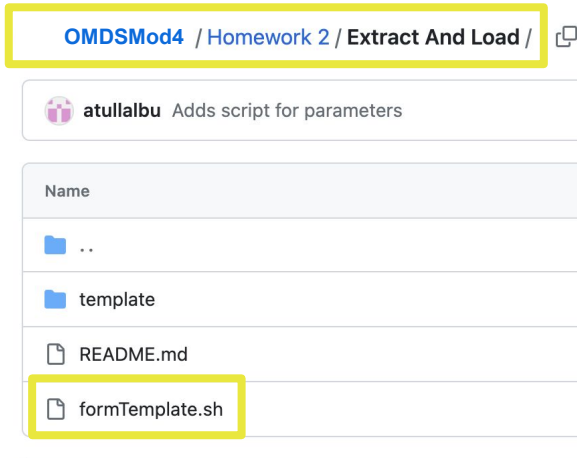 OMDSMod4 / Homework 2 / Extract And Load /
atullalbu Adds script for parameters
Name
..
template
README.md
formTemplate.sh